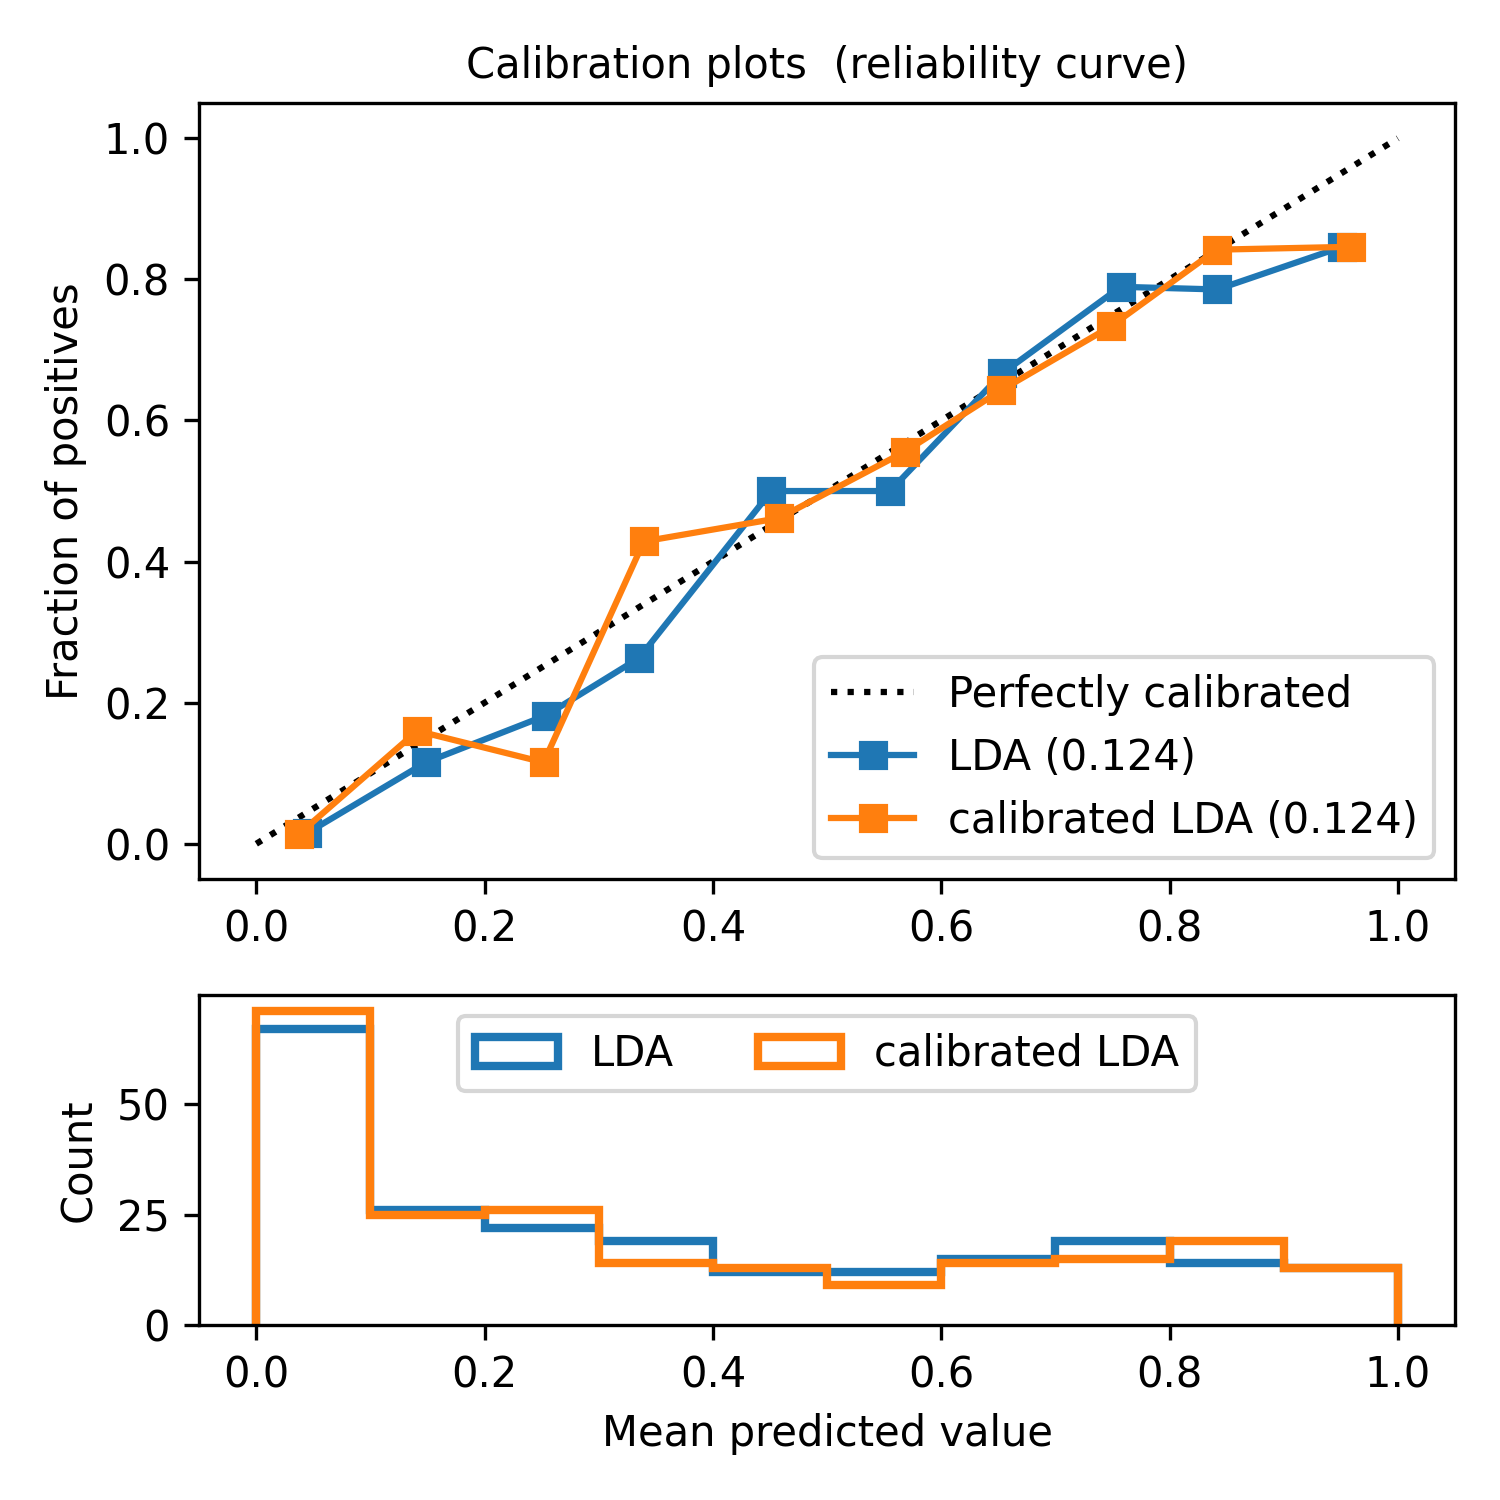 Calibration plots  (reliability curve)
1.0
0.8
0.6
0.4
0.2
0.0
Fraction of positives
Perfectly calibrated
LDA (0.124)
calibrated LDA (0.124)
0.0 0.2 0.4 0.6 0.8 1.0
LDA calibrated LDA
50
25
0
Count
0.0 0.2 0.4 0.6 0.8 1.0
Mean predicted value